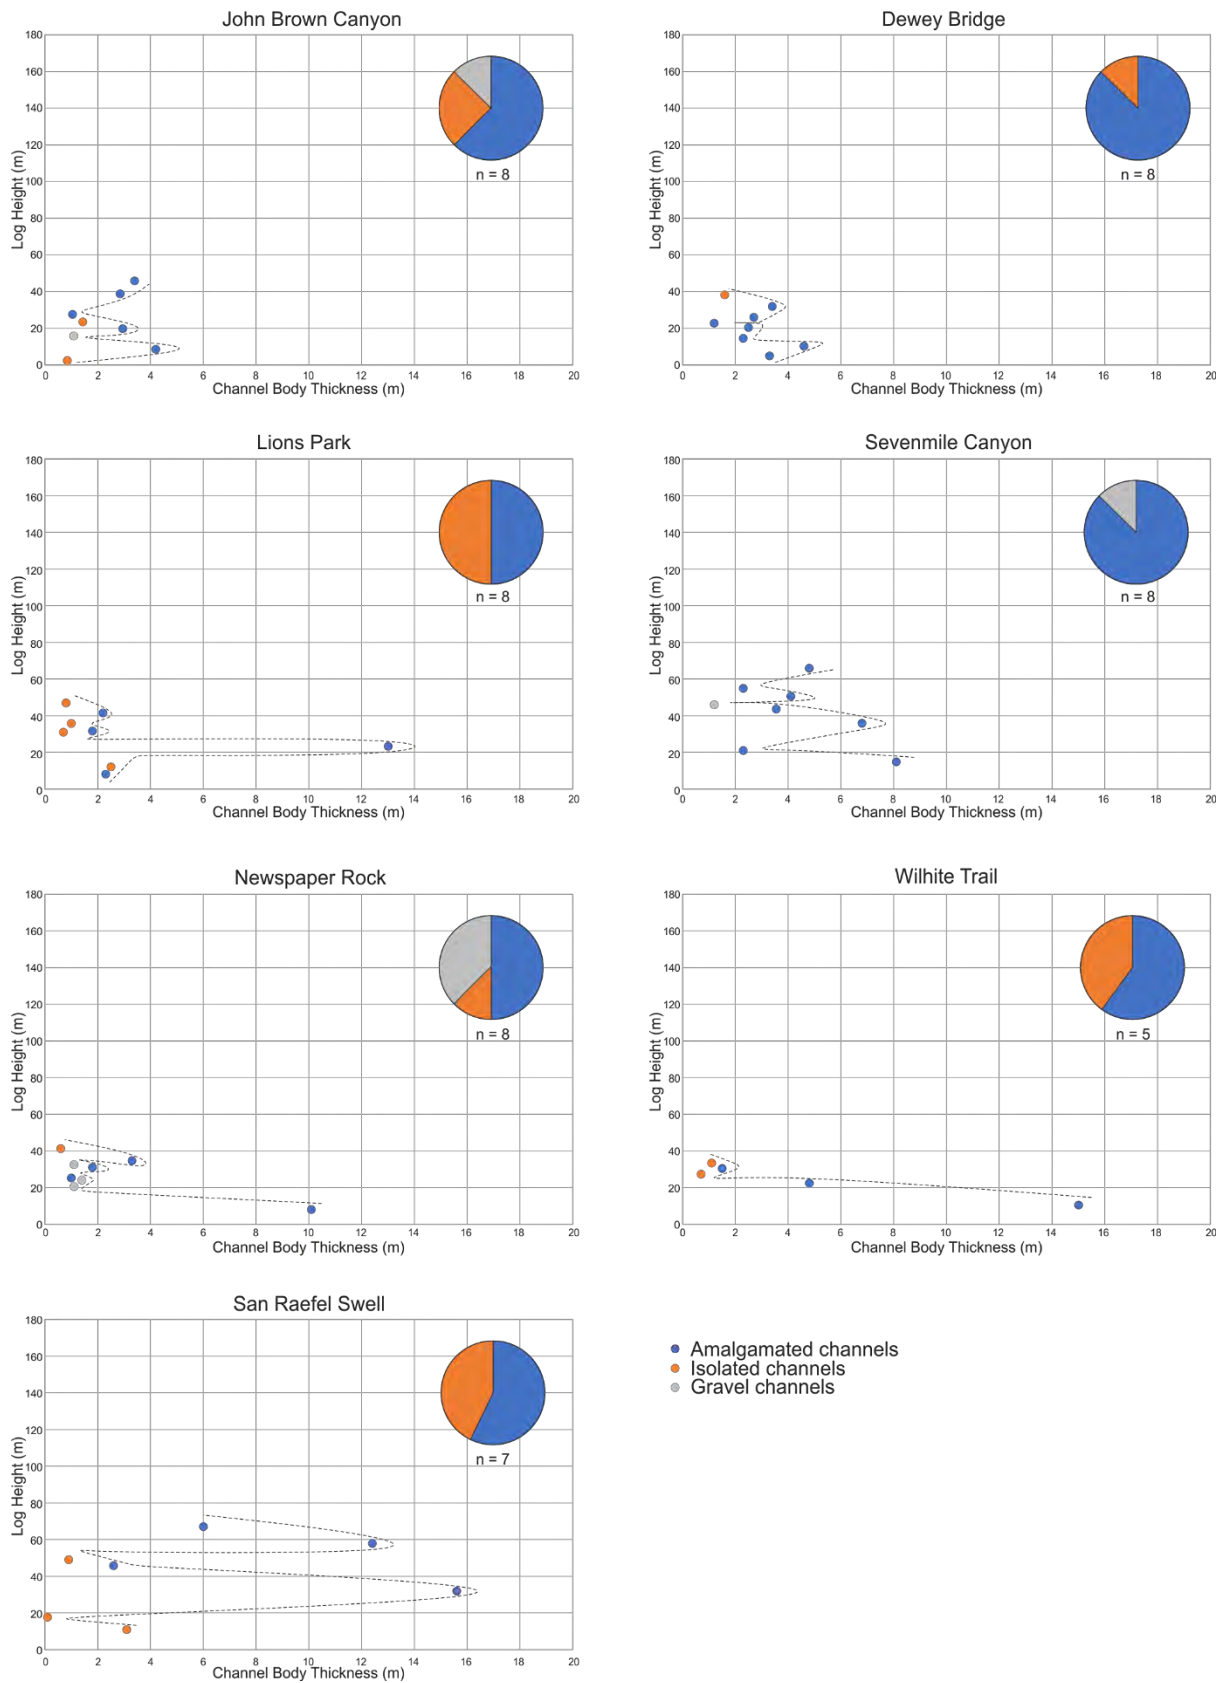 John Brown Canyon
180
160
140
120
100
80
60
40
20
0
Log Height (m)
n = 8
0 2 4 6 8 10 12 14 16 18 20
Channel Body Thickness (m)
Dewey Bridge
180
160
140
120
100
80
60
40
20
0
Log Height (m)
n = 8
0 2 4 6 8 10 12 14 16 18 20
Channel Body Thickness (m)
Lions Park
180
160
140
120
100
80
60
40
20
0
Log Height (m)
n = 8
0 2 4 6 8 10 12 14 16 18 20
Channel Body Thickness (m)
Sevenmile Canyon
180
160
140
120
100
80
60
40
20
0
Log Height (m)
n = 8
0 2 4 6 8 10 12 14 16 18 20
Channel Body Thickness (m)
Newspaper Rock
180
160
140
120
100
80
60
40
20
0
Log Height (m)
n = 8
0 2 4 6 8 10 12 14 16 18 20
Channel Body Thickness (m)
Wilhite Trail
180
160
140
120
100
80
60
40
20
0
Log Height (m)
n = 5
0 2 4 6 8 10 12 14 16 18 20
Channel Body Thickness (m)
San Raefel Swell
180
160
140
120
100
80
60
40
20
0
Log Height (m)
n = 7
0 2 4 6 8 10 12 14 16 18 20
Channel Body Thickness (m)
Amalgamated channels
Isolated channels
Gravel channels